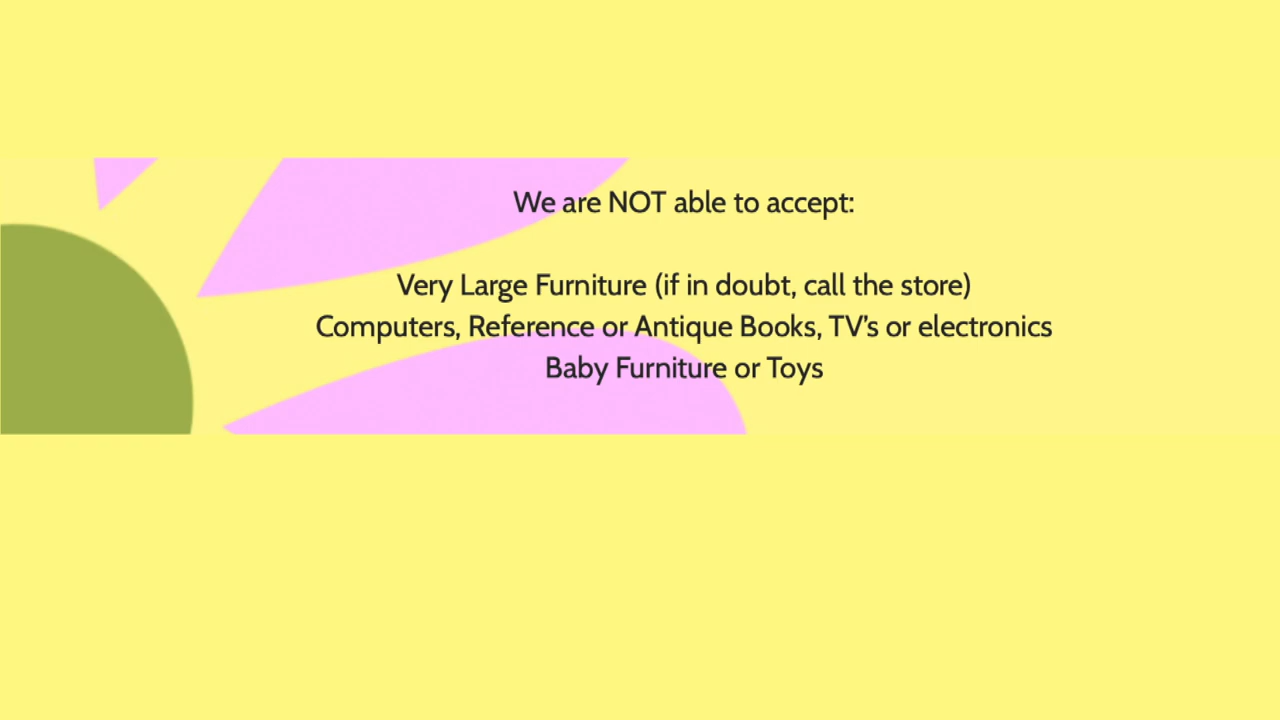 We are NOT able to accept:
Very Large Furniture (if in doubt, call the store)
Computers, Reference or Antique Books, TV's or electronics
Baby Furniture or Toys